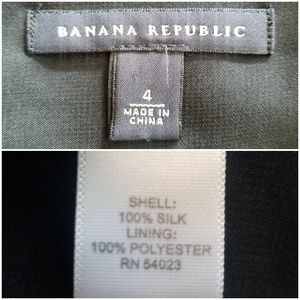 BANANA REPUBLIC
4
MADE IN
CHINA
SHELL:
100% SILK
LINING:
100% POLYESTER
RN 54023